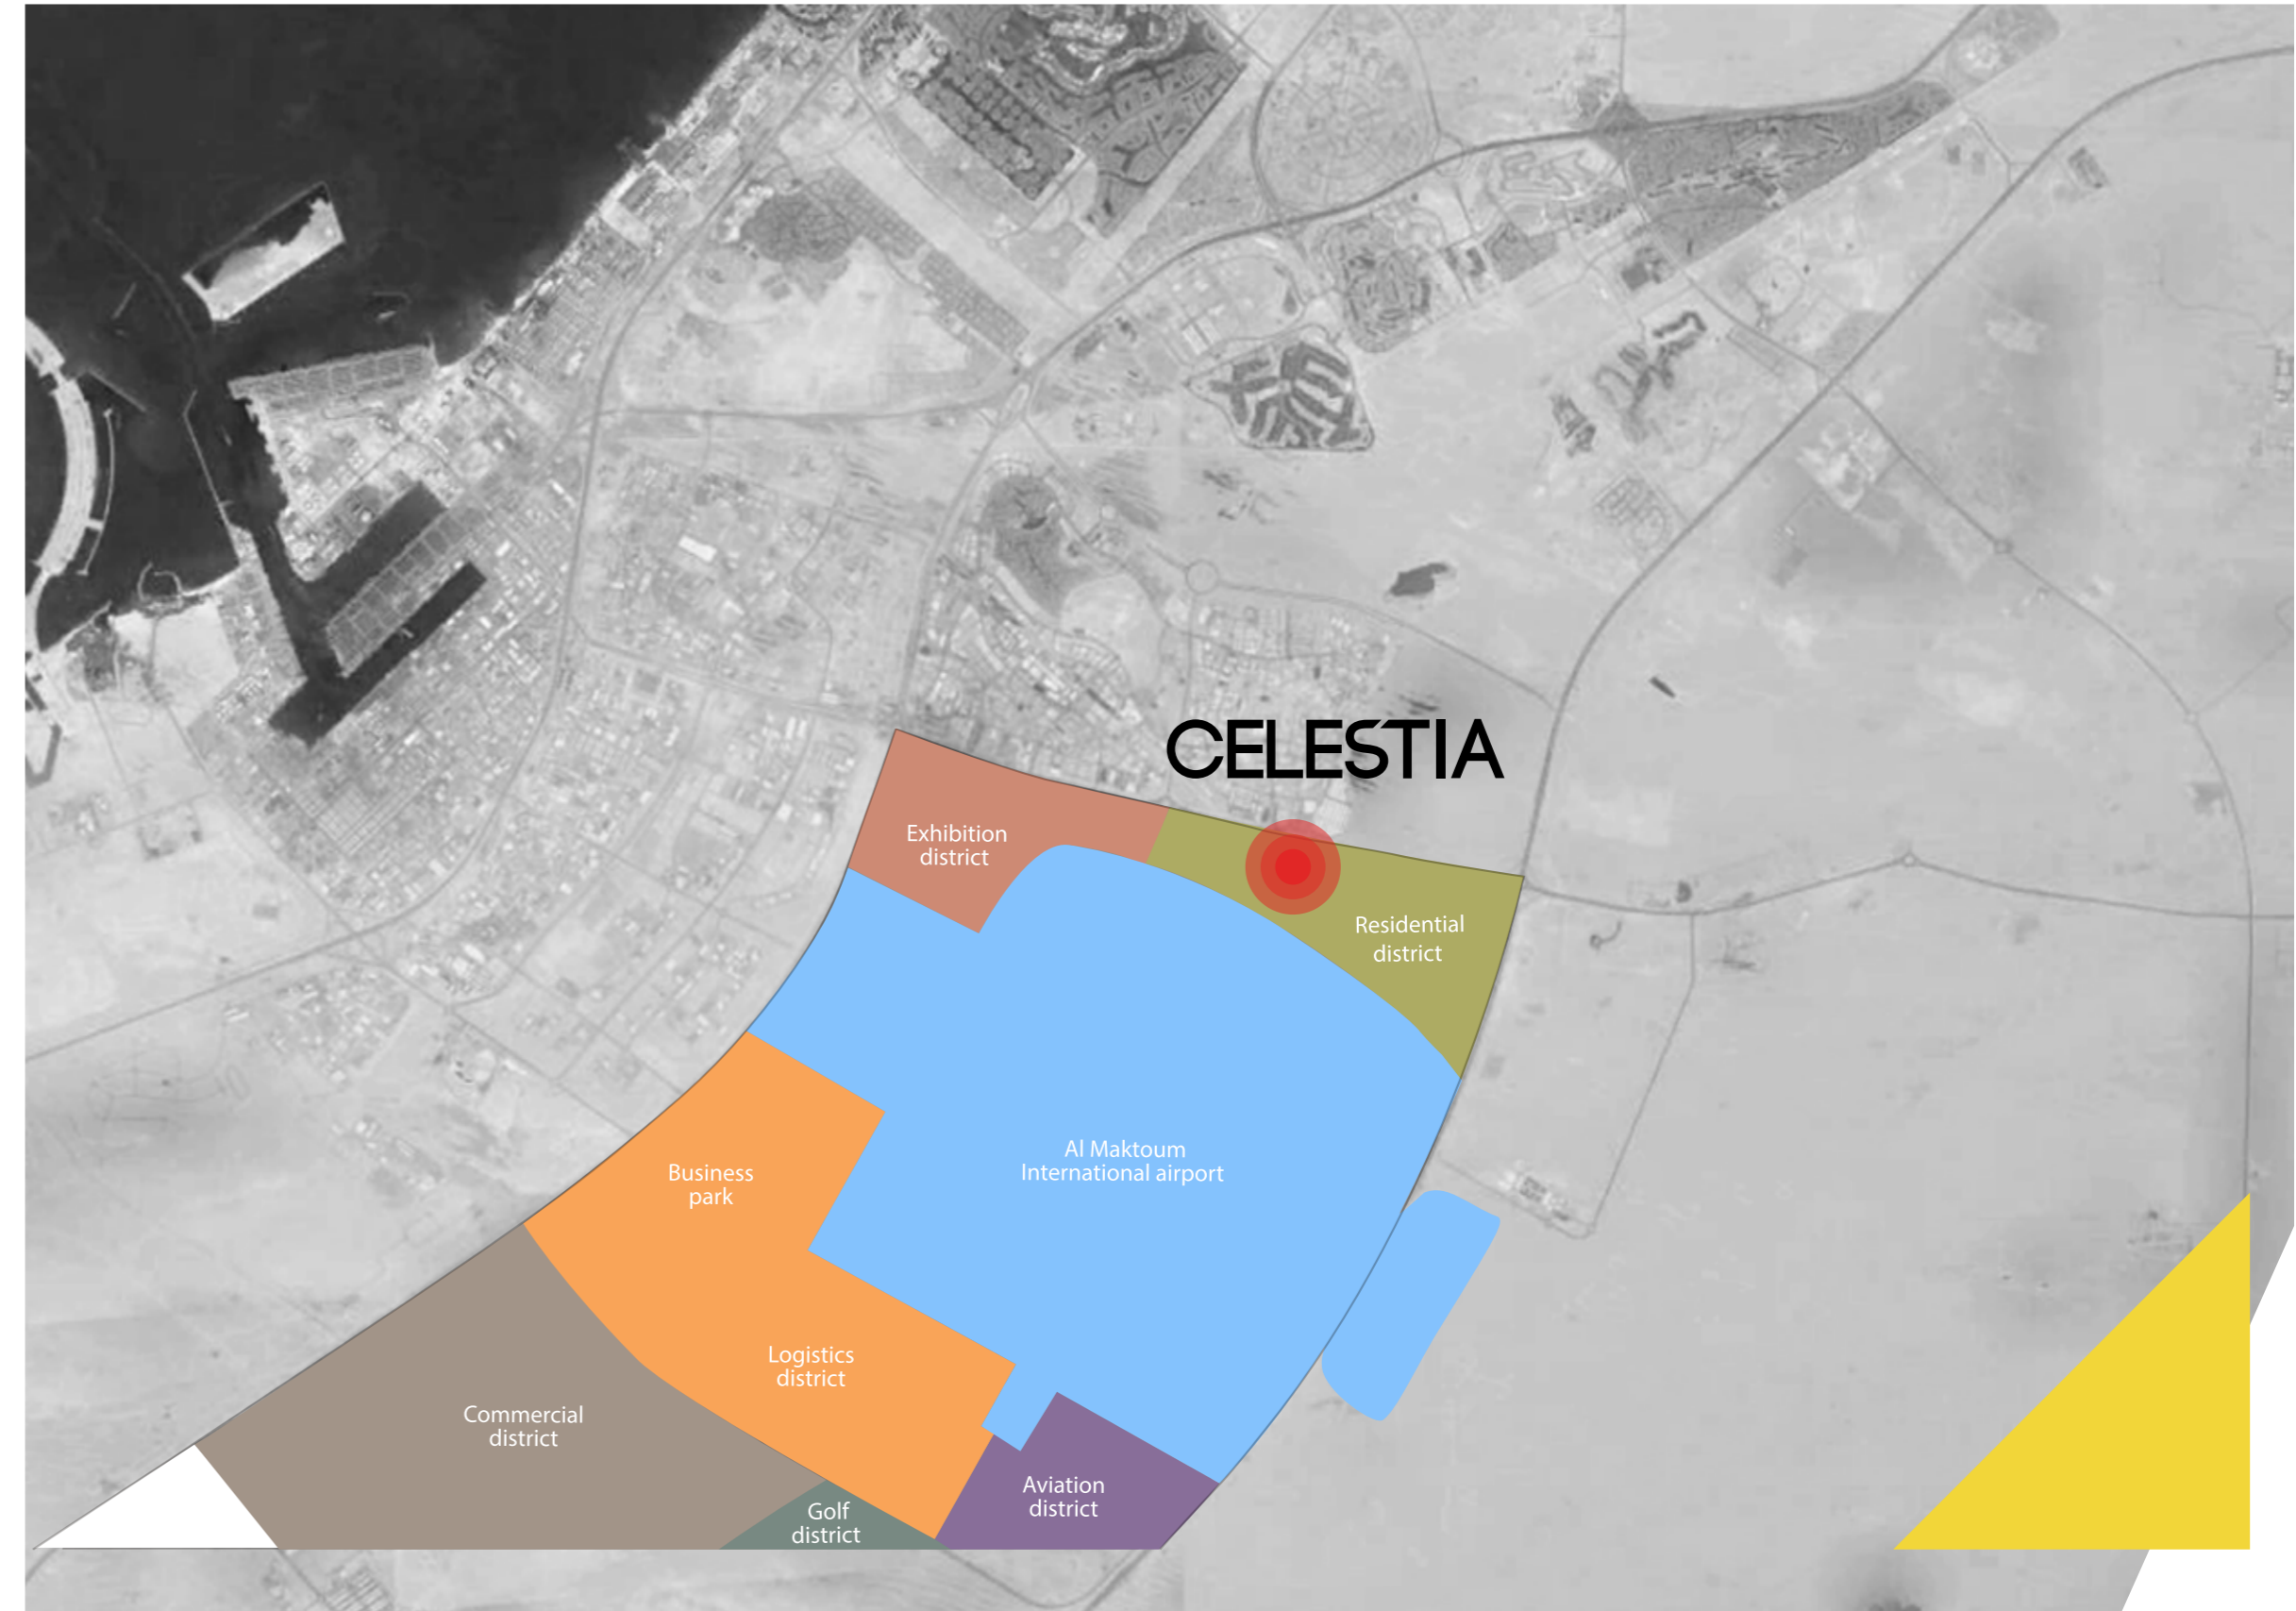 CELESTIA
Exhibition
district
Residential
district
Al Maktoum
International airport
Business
park
Logistics
district
Commercial
district
Aviation
district
Golf
district